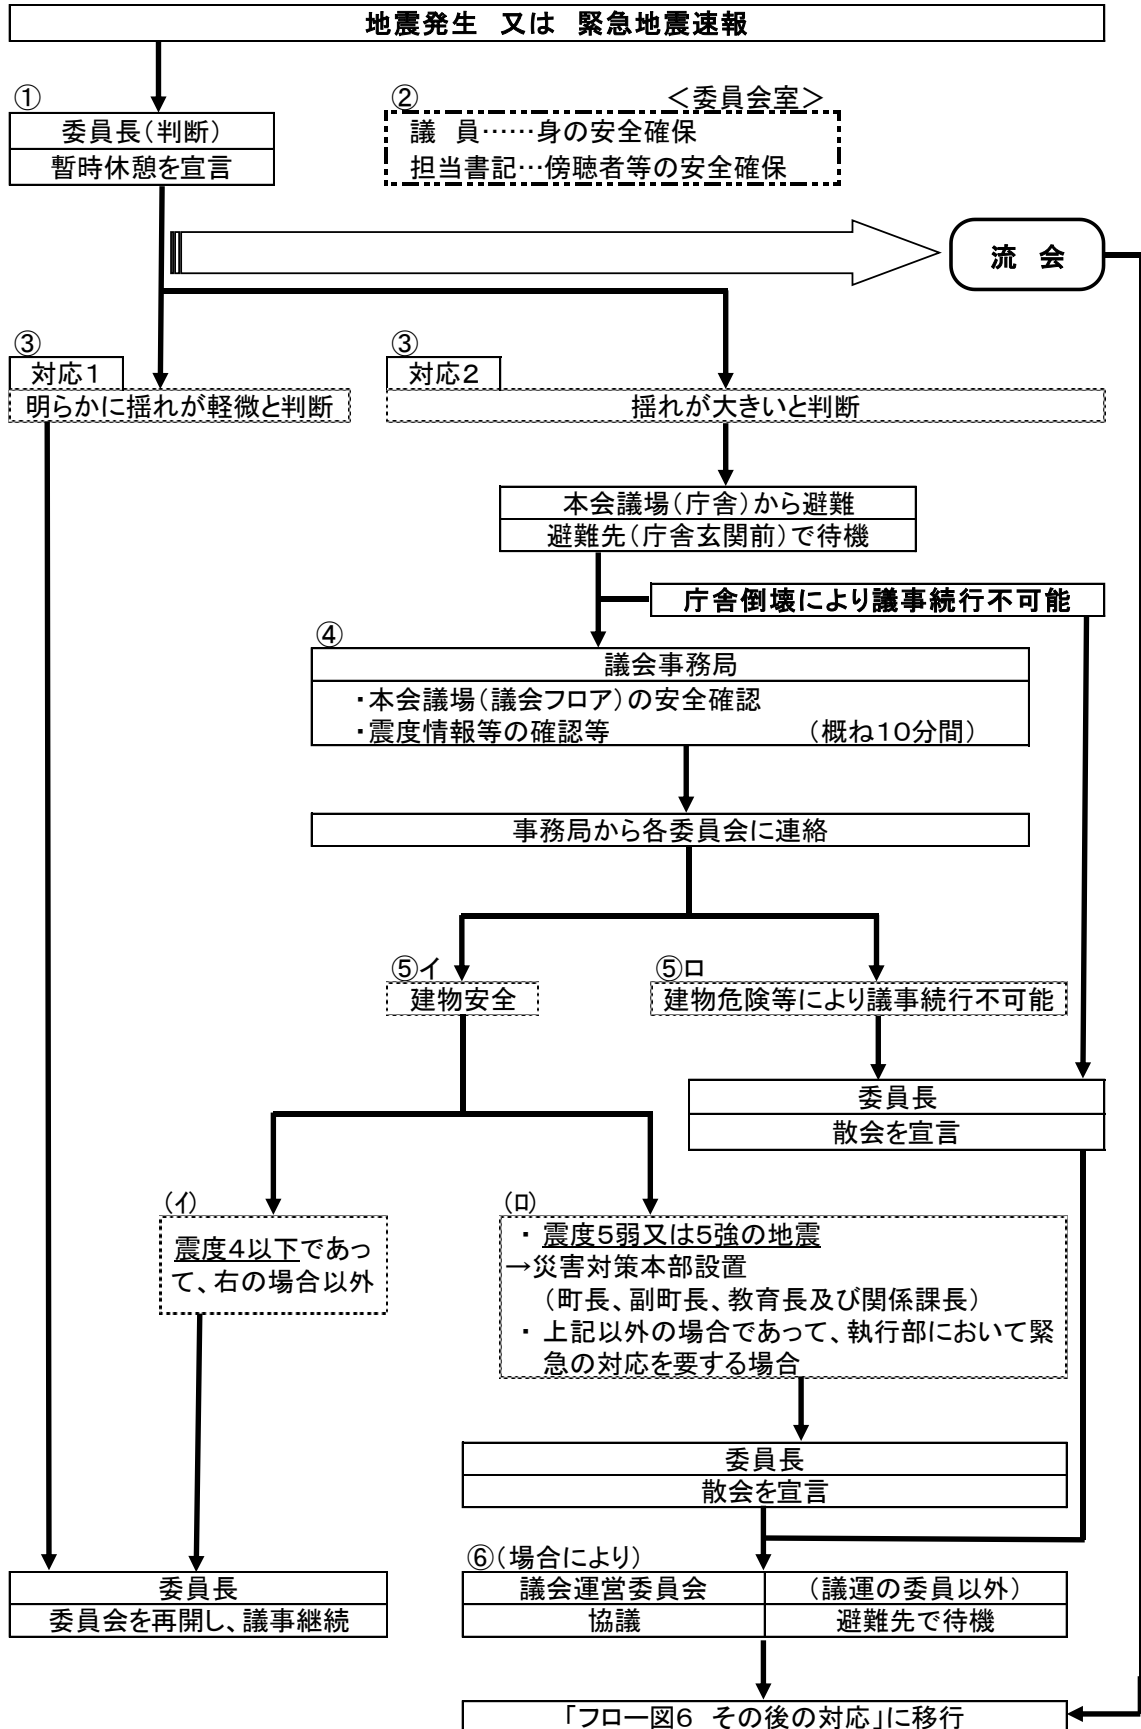 地震発生 又は 緊急地震速報
①
委員長(判断)
暫時休憩を宣言
② <委員会室>
議 員……身の安全確保
担当書記…傍聴者等の安全確保
流 会
③
対応1
明らかに揺れが軽微と判断
③
対応2
揺れが大きいと判断
本会議場(庁舎)から避難
避難先(庁舎玄関前)で待機
庁舎倒壊により議事続行不可能
④
議会事務局
・本会議場(議会フロア)の安全確認
・震度情報等の確認等 (概ね10分間)
事務局から各委員会に連絡
⑤イ
建物安全
⑤ロ
建物危険等により議事続行不可能
委員長
散会を宣言
(イ)
震度4以下であっ
て、右の場合以外
(ロ)
・ 震度5弱又は5強の地震
→災害対策本部設置
(町長、副町長、教育長及び関係課長)
・ 上記以外の場合であって、執行部において緊
急の対応を要する場合
委員長
散会を宣言
委員長
委員会を再開し、議事継続
⑥(場合により)
議会運営委員会 (議運の委員以外)
協議 避難先で待機
「フロー図6 その後の対応」に移行